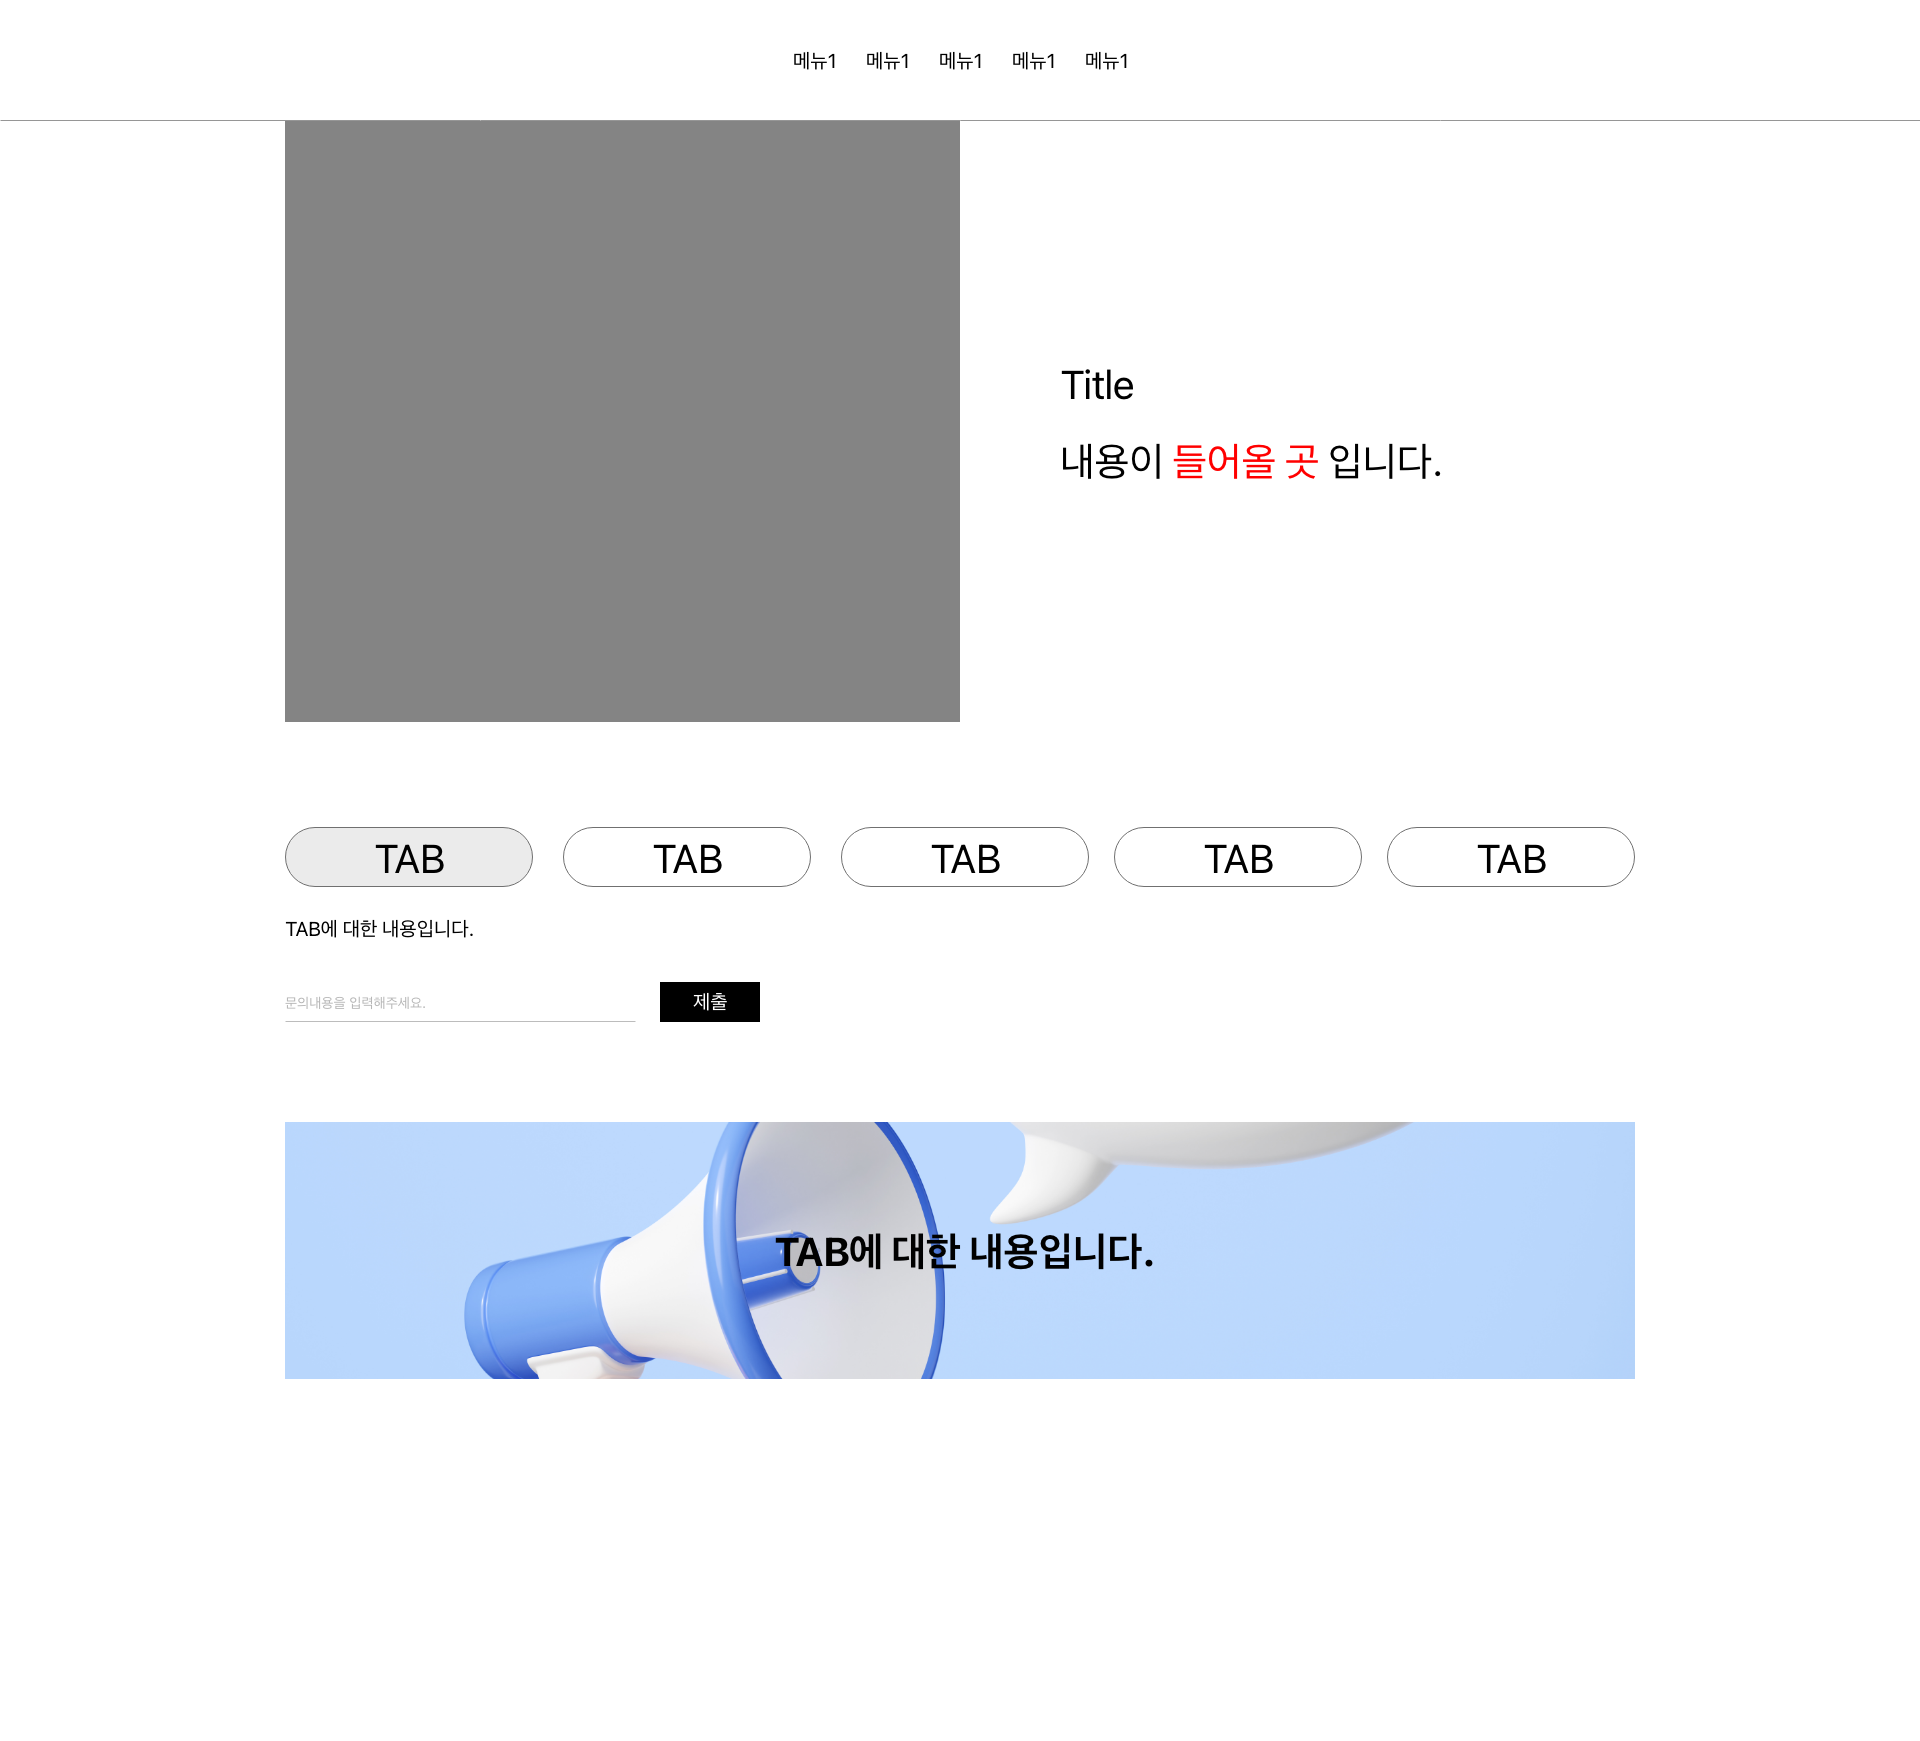 메뉴1 메뉴1 메뉴1 메뉴1 메뉴1
Title
내용이 들어올 곳 입니다.
TAB TAB TAB TAB TAB
TAB에 대한 내용입니다.
문의내용을 입력해주세요. 제출
TAB에 대한 내용입니다.